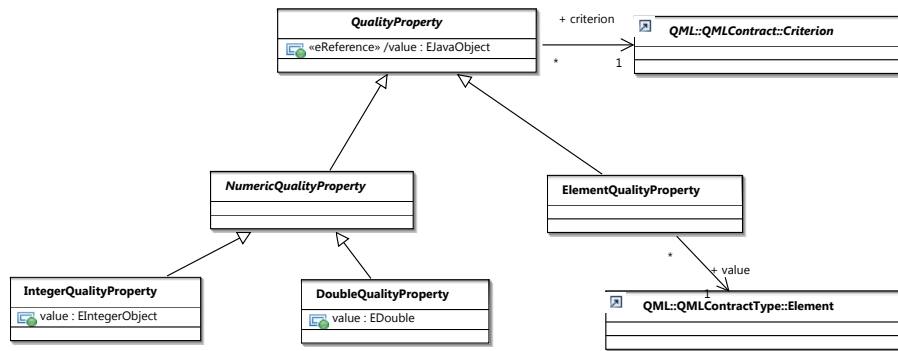 QualityProperty
«eReference» /value : EJavaObject
+ criterion
*
1
QML::QMLContract::Criterion
NumericQualityProperty
ElementQualityProperty
*
+ value
1
IntegerQualityProperty
value : EIntegerObject
DoubleQualityProperty
value : EDouble
QML::QMLContractType::Element